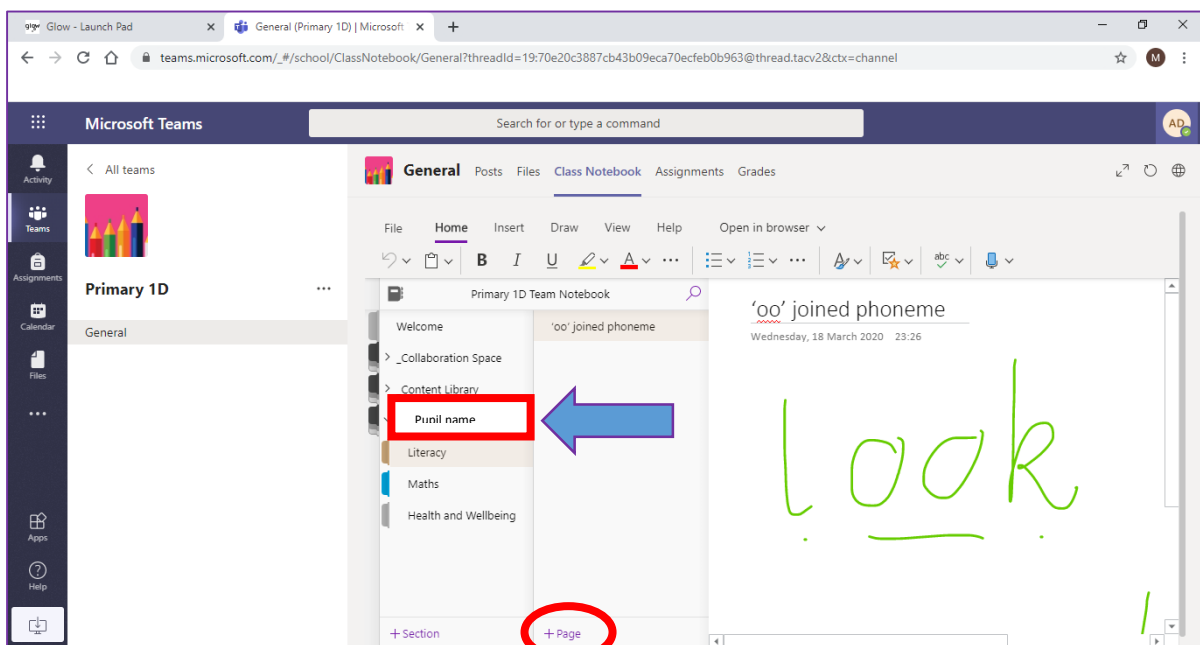 glow Glow - Launch Pad
General (Primary 1D) | Microsoft
teams.microsoft.com/_#/school/ClassNotebook/General?threadId=19:70e20c3887cb43b09eca70ecfeb0b963@thread.tacv2&ctx=channel
M
Microsoft Teams
Search for or type a command
AD
Activity
Teams
Assignments
Calendar
Files
Apps
Help
All teams
Primary 1D
General
General Posts Files Class Notebook Assignments Grades
File Home Insert Draw View Help Open in browser
B I U A abc
Primary 1D Team Notebook
Welcome
_Collaboration Space
Content Library
Pupil name
Literacy
Maths
Health and Wellbeing
+ Section
'oo' joined phoneme
+ Page
‘oo’ joined phoneme
Wednesday, 18 March 2020 23:26
look